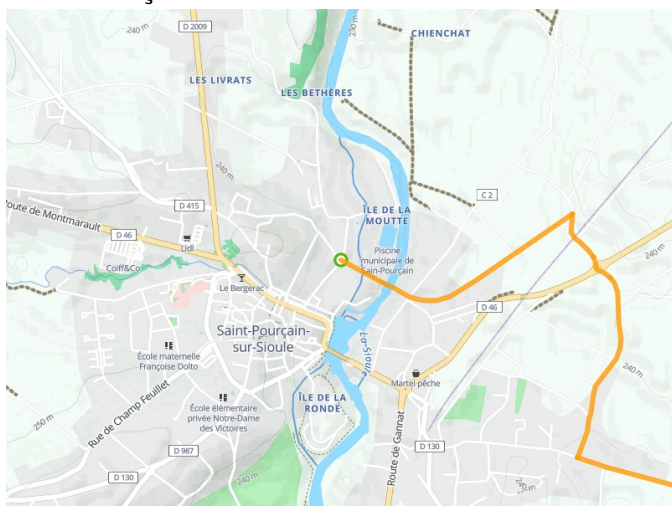 D 2009
230 m
CHIENCHAT
LES LIVRATS
LES BETHÈRES
240 m
240 m
D 415
C 2
Route de Montmarault
ÎLE DE LA
MOUTTE
D 46
Lidl
Piscine
municipale de
Sain-Pourçain
Coiff&Co
Le Bergerac
D 46
Saint-Pourçain-
sur-Sioule
La Sioule
École maternelle
Françoise Dolto
Martel pêche
240 m
Rue de Champ Feuillet
ÎLE DE LA
RONDE
École élémentaire
privée Notre-Dame
des Victoires
Route de Gannat
250 m
D 987
D 130
D 130
240 m